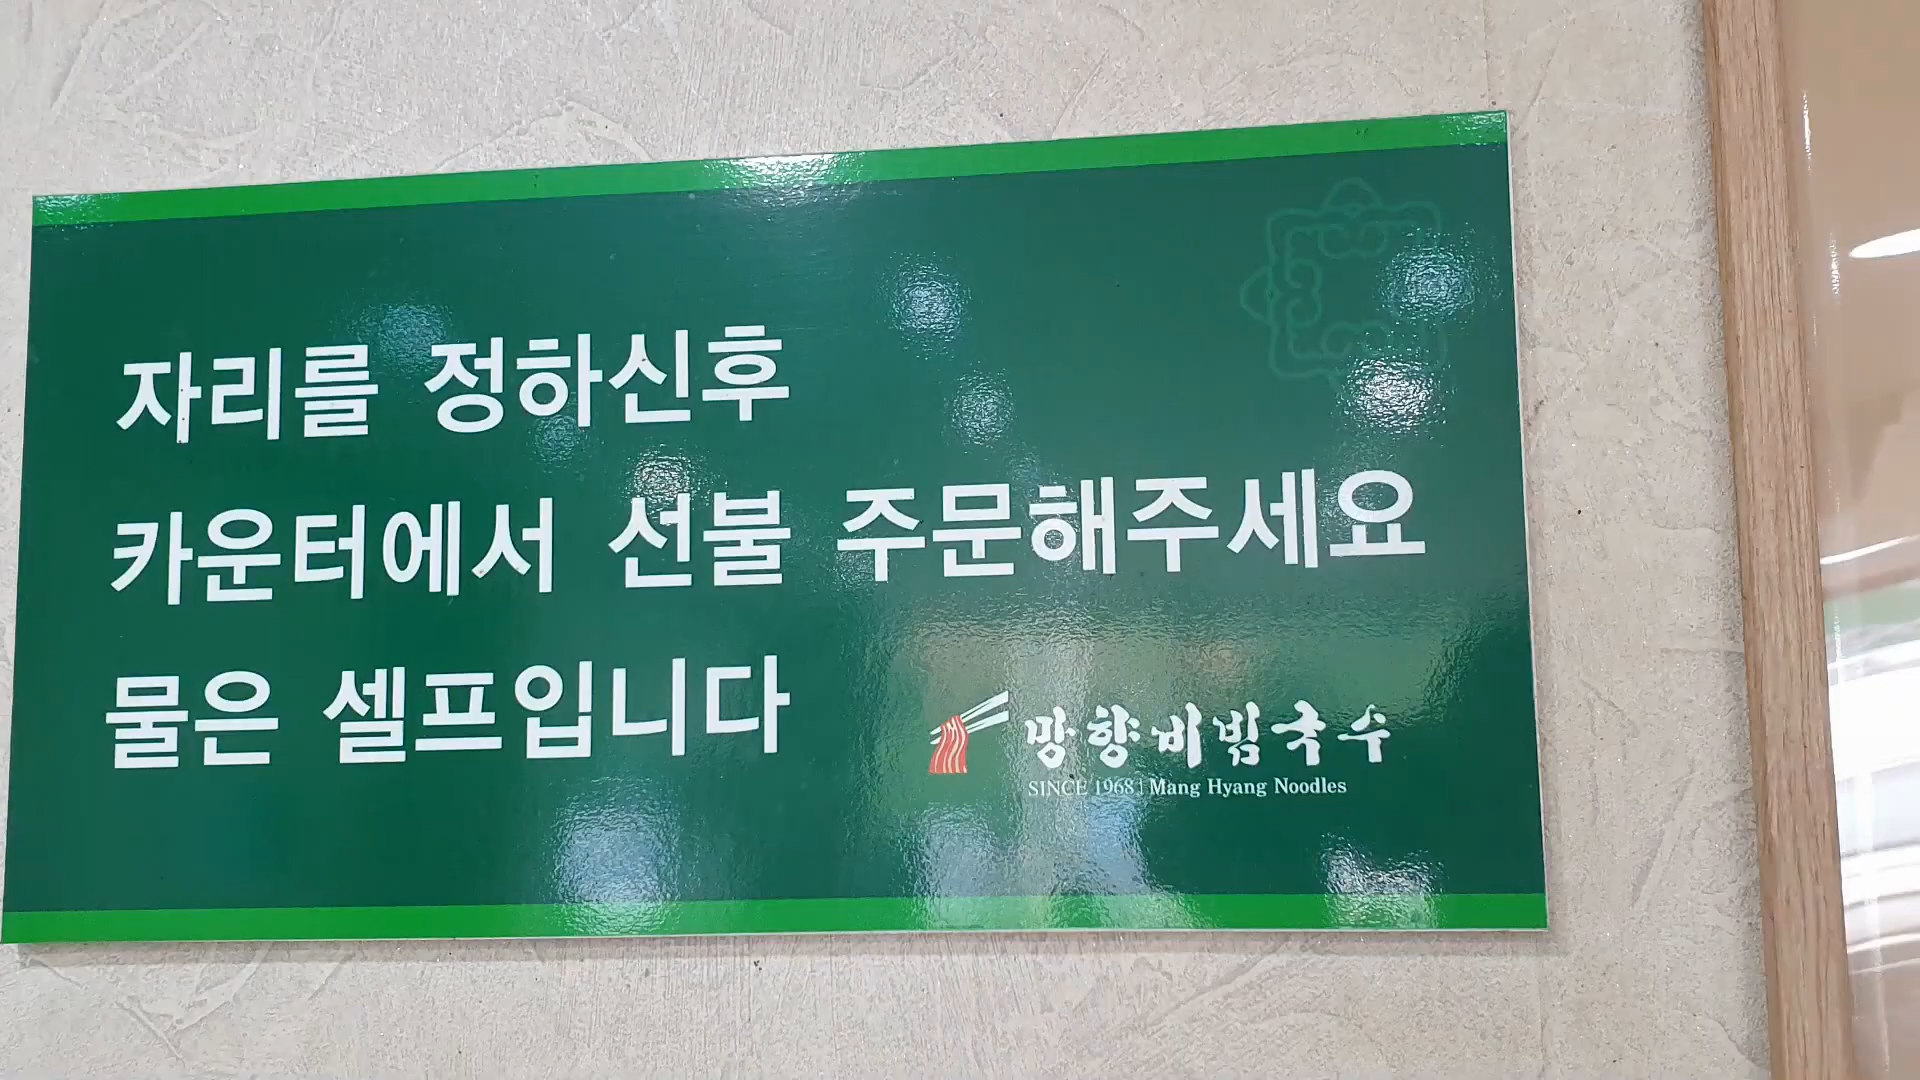 자리를 정하신후
카운터에서 선불 주문해주세요
물은 셀프입니다
망향비빔국수
SINCE 1968 | Mang Hyang Noodles